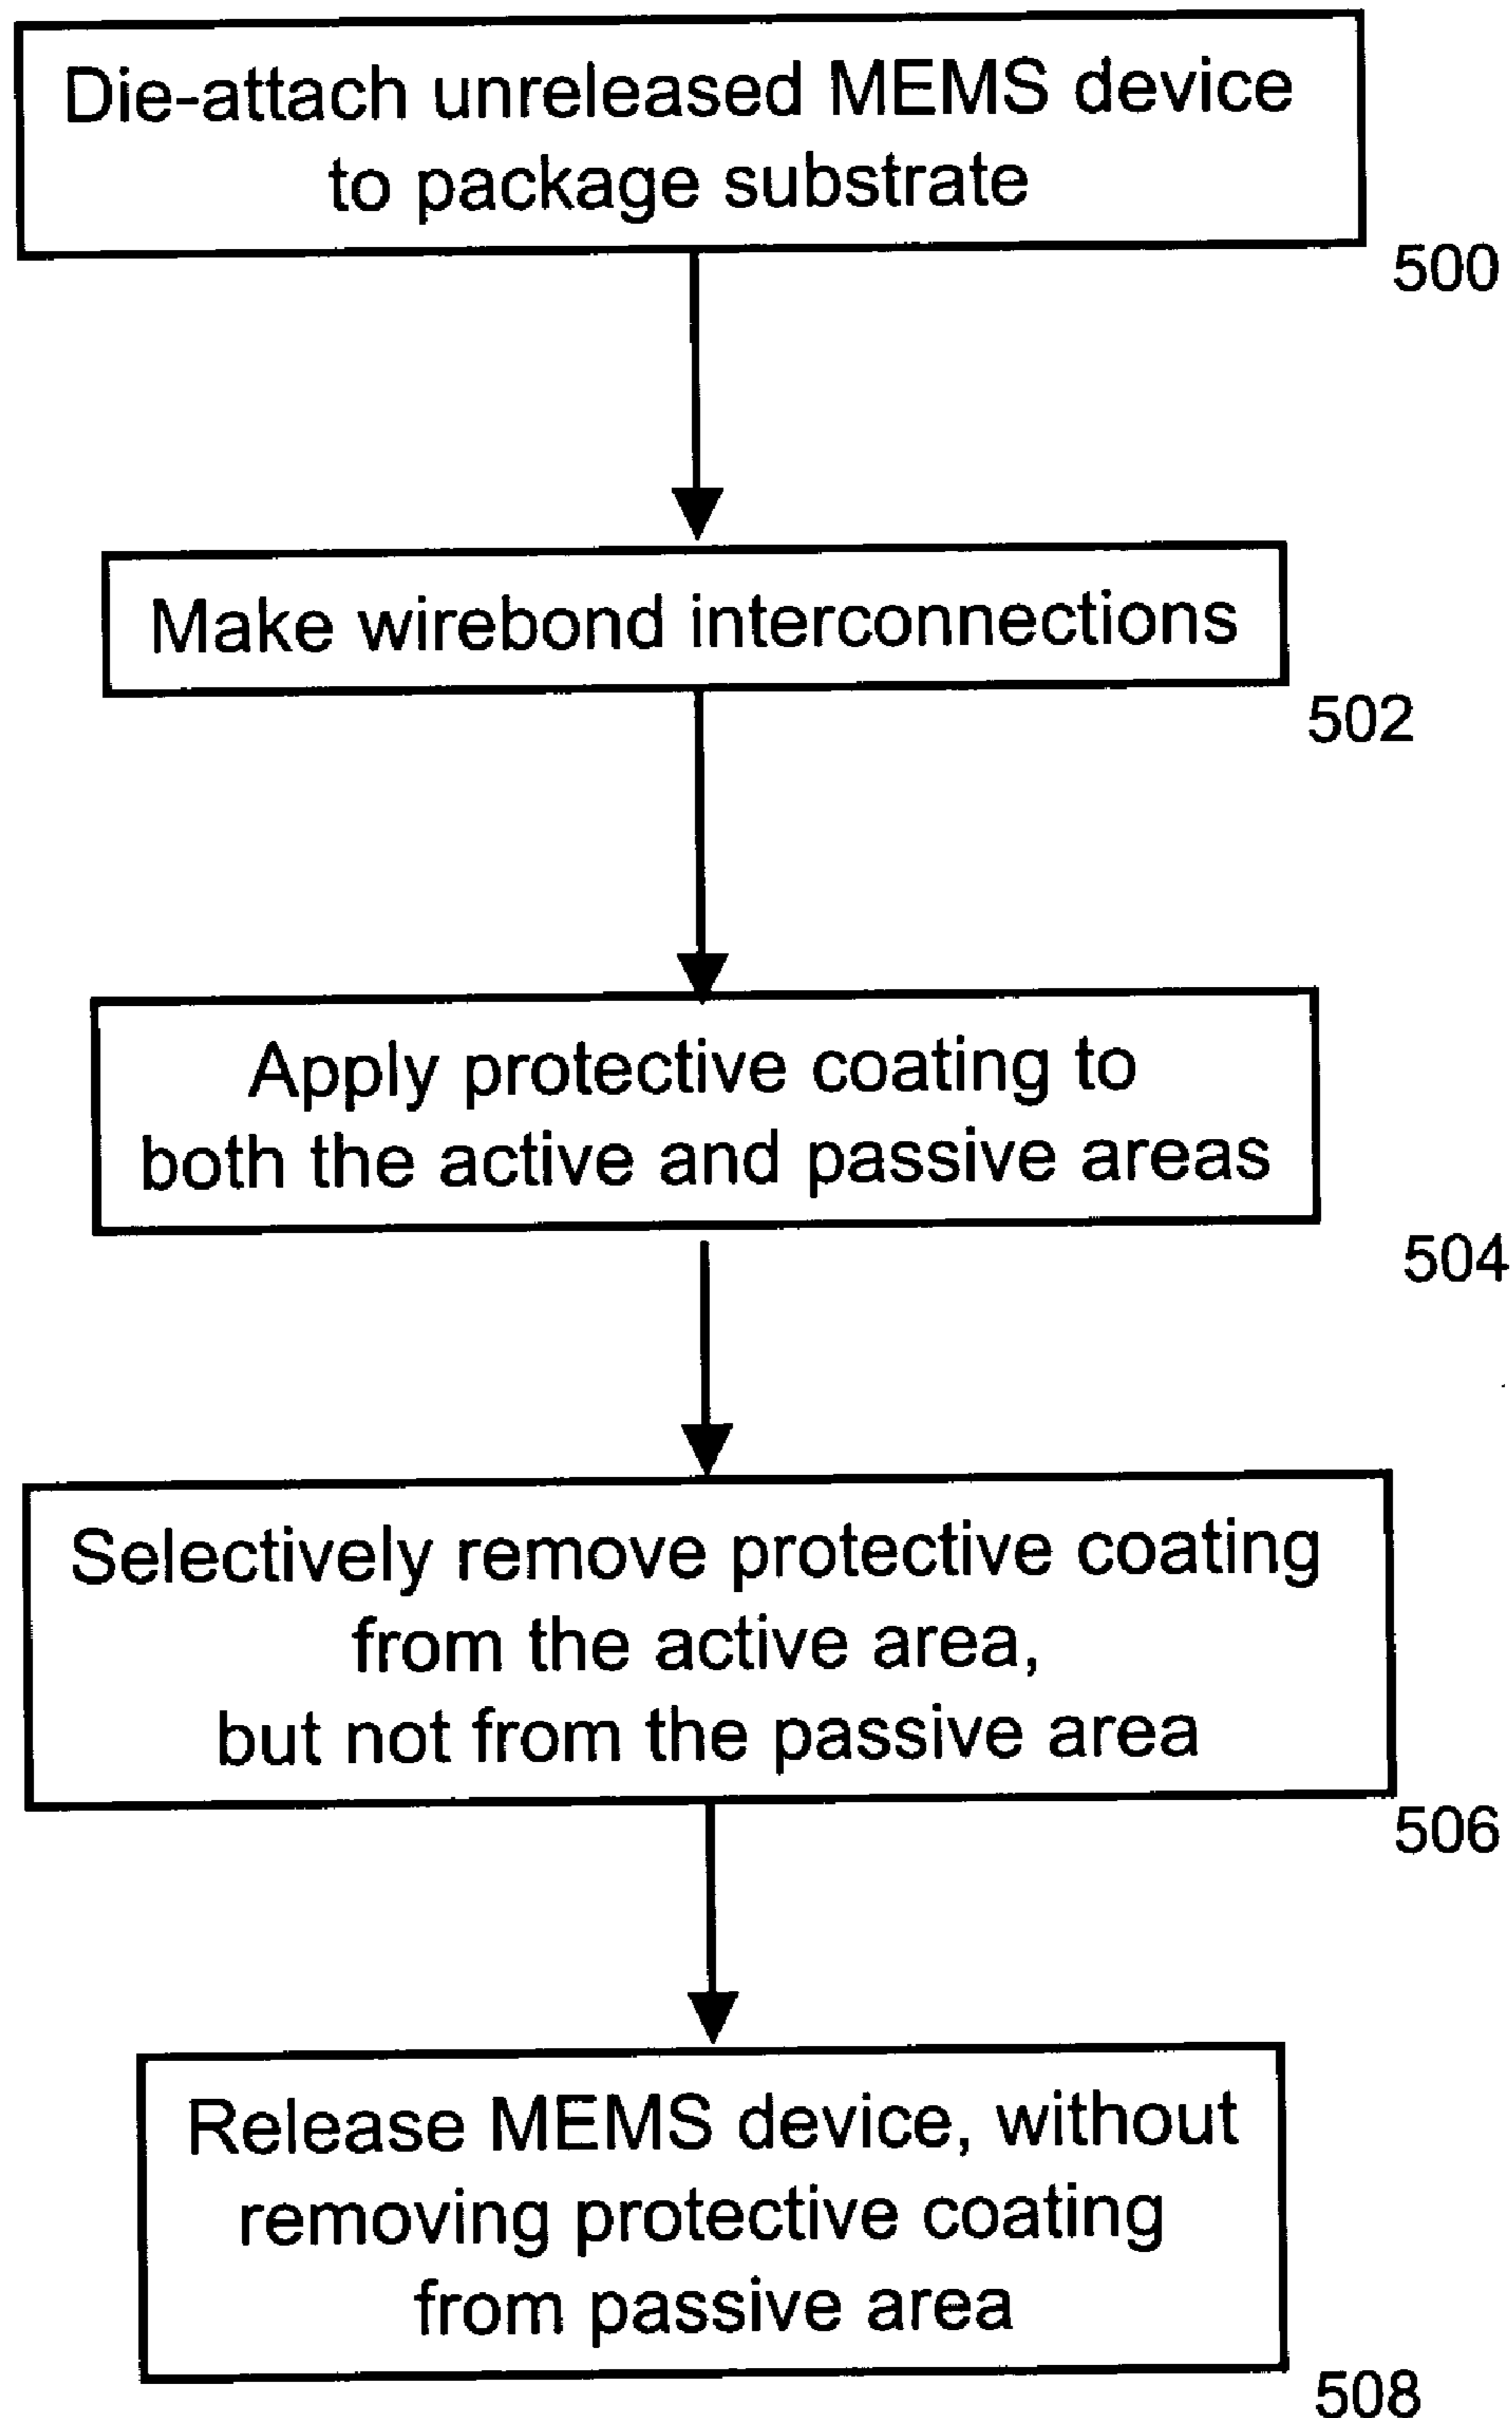 Die-attach unreleased MEMS device
to package substrate
500
Make wirebond interconnections
502
Apply protective coating to
both the active and passive areas
504
Selectively remove protective coating
from the active area,
but not from the passive area
506
Release MEMS device, without
removing protective coating
from passive area
508